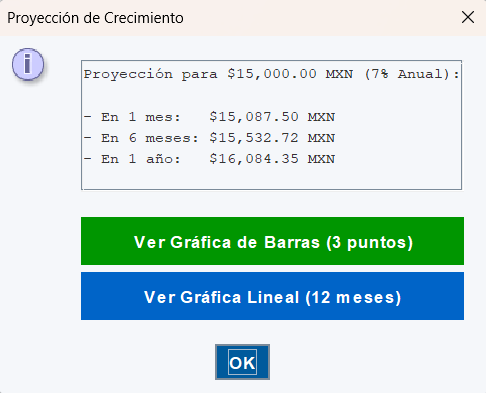 Proyección de Crecimiento
Proyección para $15,000.00 MXN (7% Anual):
- En 1 mes:   $15,087.50 MXN
- En 6 meses: $15,532.72 MXN
- En 1 año:   $16,084.35 MXN
Ver Gráfica de Barras (3 puntos)
Ver Gráfica Lineal (12 meses)
OK